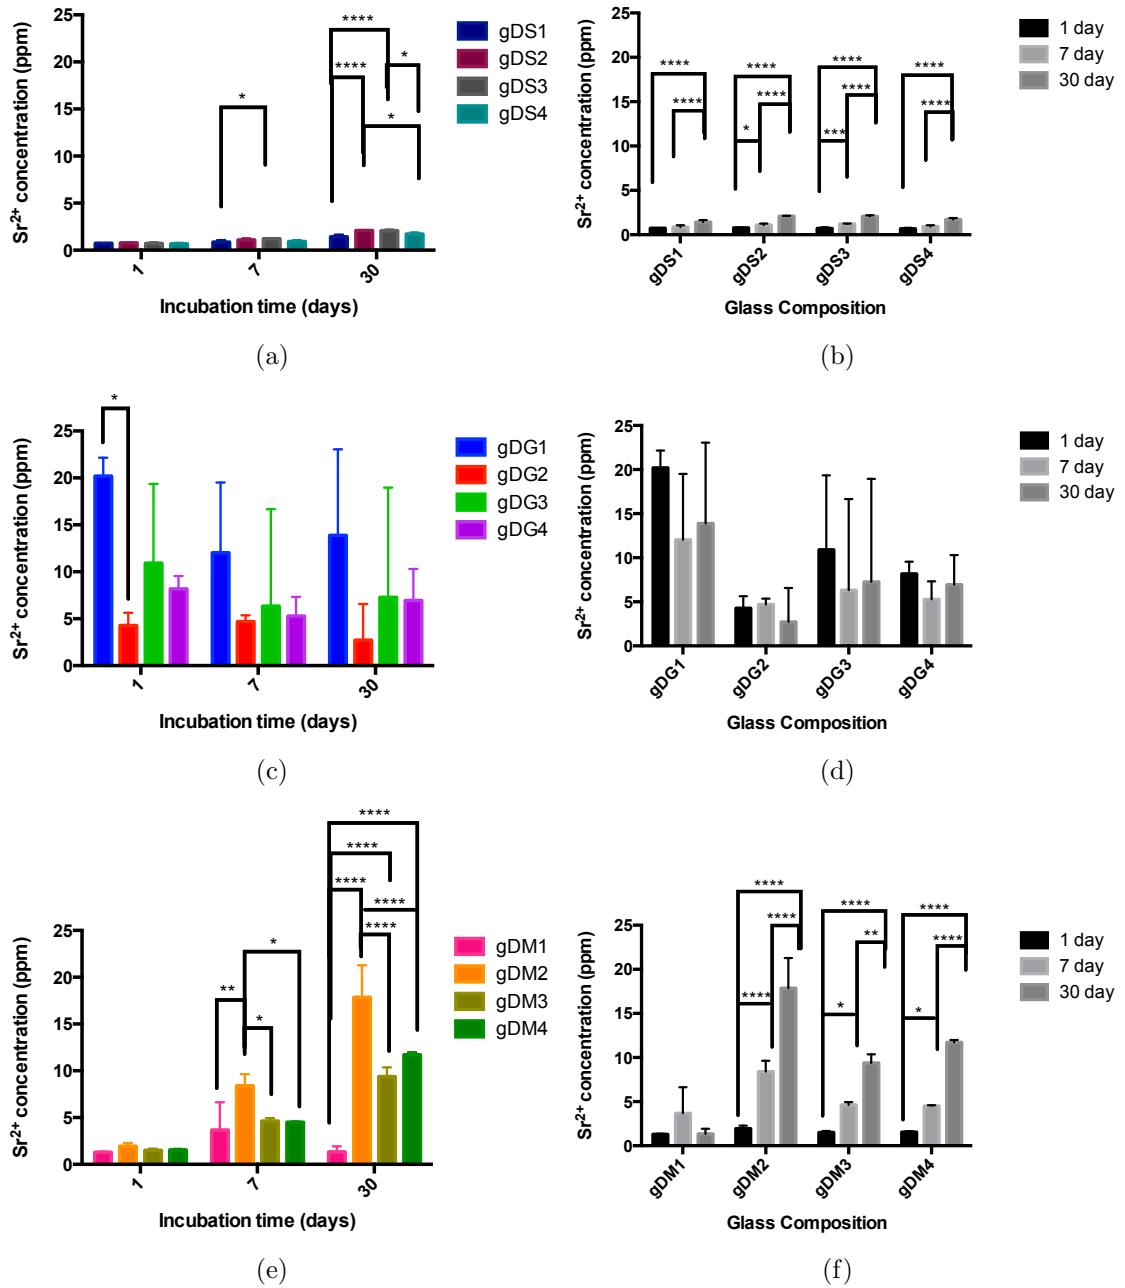 ****
****
*
*
*
25
20
15
10
5
0
Sr2+ concentration (ppm)
1
7
30
Incubation time (days)
gDS1
gDS2
gDS3
gDS4
(a)
****
****
****
****
*
****
****
***
****
****
25
20
15
10
5
0
Sr2+ concentration (ppm)
gDS1
gDS2
gDS3
gDS4
Glass Composition
1 day
7 day
30 day
(b)
*
25
20
15
10
5
0
Sr2+ concentration (ppm)
1
7
30
Incubation time (days)
gDG1
gDG2
gDG3
gDG4
(c)
25
20
15
10
5
0
Sr2+ concentration (ppm)
gDG1
gDG2
gDG3
gDG4
Glass Composition
1 day
7 day
30 day
(d)
****
****
****
****
****
*
**
*
25
20
15
10
5
0
Sr2+ concentration (ppm)
1
7
30
Incubation time (days)
gDM1
gDM2
gDM3
gDM4
(e)
****
****
****
****
**
*
****
****
*
25
20
15
10
5
0
Sr2+ concentration (ppm)
gDM1
gDM2
gDM3
gDM4
Glass Composition
1 day
7 day
30 day
(f)